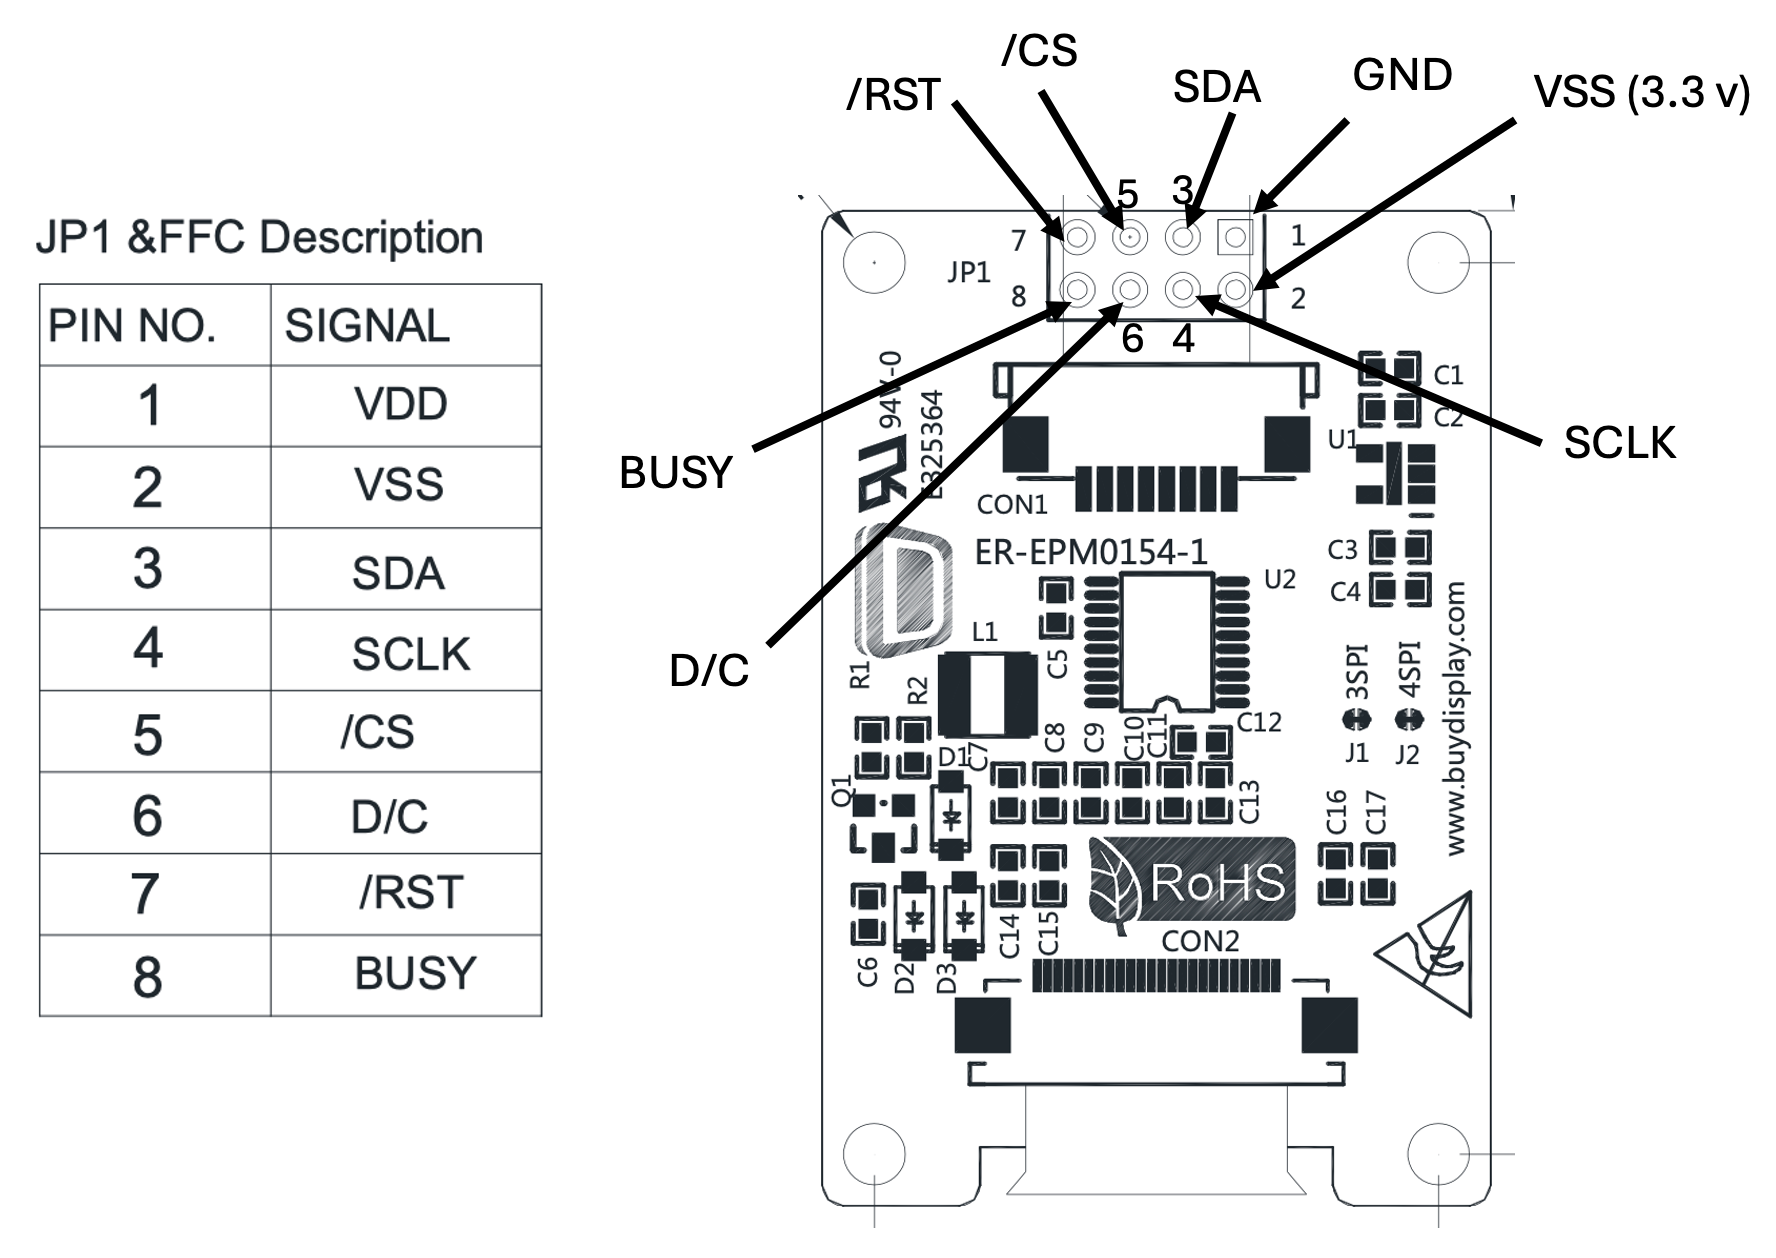 JP1 &FFC Description
PIN NO. SIGNAL
1 VDD
2 VSS
3 SDA
4 SCLK
5 /CS
6 D/C
7 /RST
8 BUSY
/CS
/RST
SDA
GND
VSS (3.3 v)
5 3
7
1
JP1
8
2
6 4
BUSY
D/C
SCLK
94V-0
E325364
C1
C2
U1
CON1
ER-EPM0154-1
U2
C3
C4
L1
C5
R1
R2
3SPI
4SPI
J1
J2
www.buydisplay.com
C12
D1
C7
C8
C9
C10
C11
C13
Q1
C16
C17
RoHS
C14
C15
CON2
C6
D2
D3